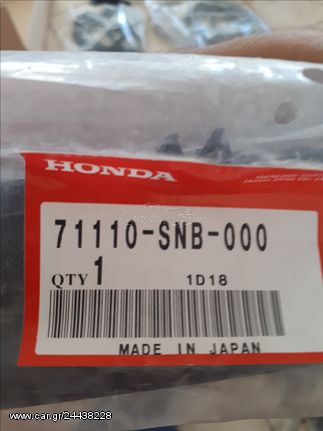 HONDA
71110-SNB-000
QTY 1
1D18
MADE IN JAPAN
www.car.gr/24438228